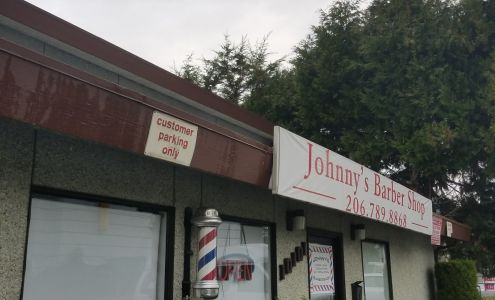 customer
parking
only
Johnny's Barber Shop
206.789.8868
OPEN